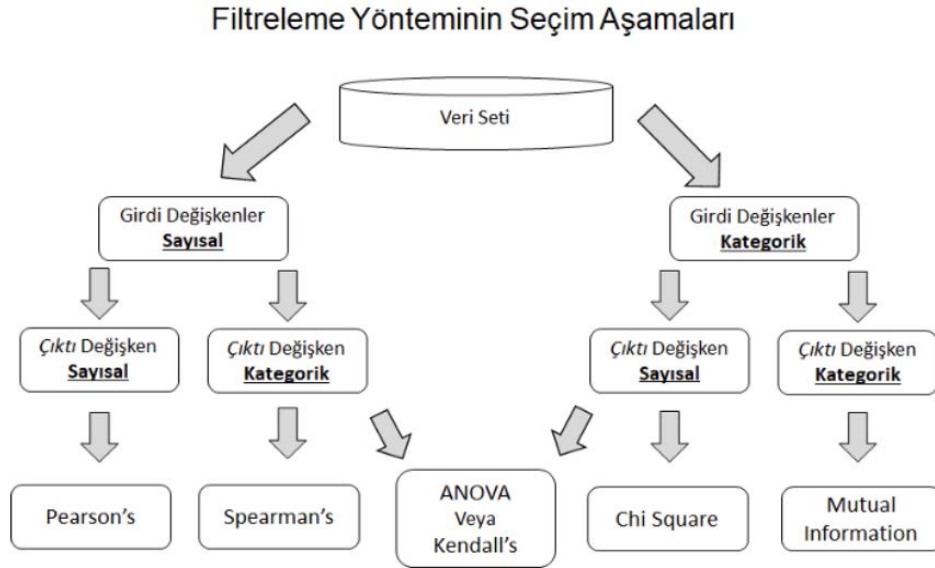 Filtreleme Yönteminin Seçim Aşamaları
Veri Seti
Girdi Değişkenler
Sayısal
Girdi Değişkenler
Kategorik
Çıktı Değişken
Sayısal
Çıktı Değişken
Kategorik
Çıktı Değişken
Sayısal
Çıktı Değişken
Kategorik
Pearson's
Spearman's
ANOVA
Veya
Kendall's
Chi Square
Mutual
Information